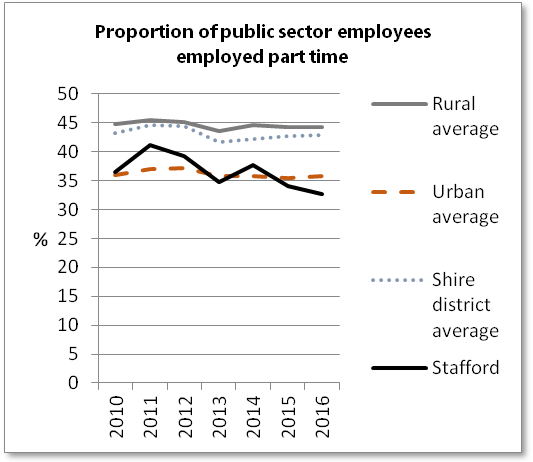 Proportion of public sector employees
employed part time
50
45
40
35
30
25
20
15
10
5
0
%
2010
2011
2012
2013
2014
2015
2016
Rural
average
Urban
average
Shire
district
average
Stafford